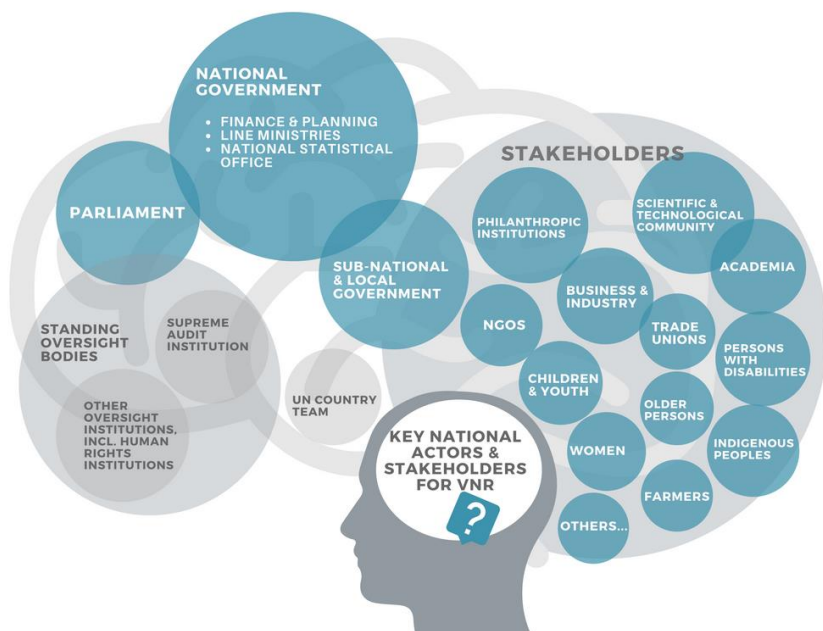 NATIONAL
GOVERNMENT
• FINANCE & PLANNING
• LINE MINISTRIES
• NATIONAL STATISTICAL
OFFICE
PARLIAMENT
SUB-NATIONAL
& LOCAL
GOVERNMENT
STANDING
OVERSIGHT
BODIES
SUPREME
AUDIT
INSTITUTION
OTHER
OVERSIGHT
INSTITUTIONS,
INCL. HUMAN
RIGHTS
INSTITUTIONS
UN COUNTRY
TEAM
STAKEHOLDERS
PHILANTHROPIC
INSTITUTIONS
SCIENTIFIC &
TECHNOLOGICAL
COMMUNITY
ACADEMIA
BUSINESS &
INDUSTRY
NGOS
TRADE
UNIONS
PERSONS
WITH
DISABILITIES
CHILDREN
& YOUTH
OLDER
PERSONS
WOMEN
INDIGENOUS
PEOPLES
FARMERS
OTHERS...
KEY NATIONAL
ACTORS &
STAKEHOLDERS
FOR VNR
?